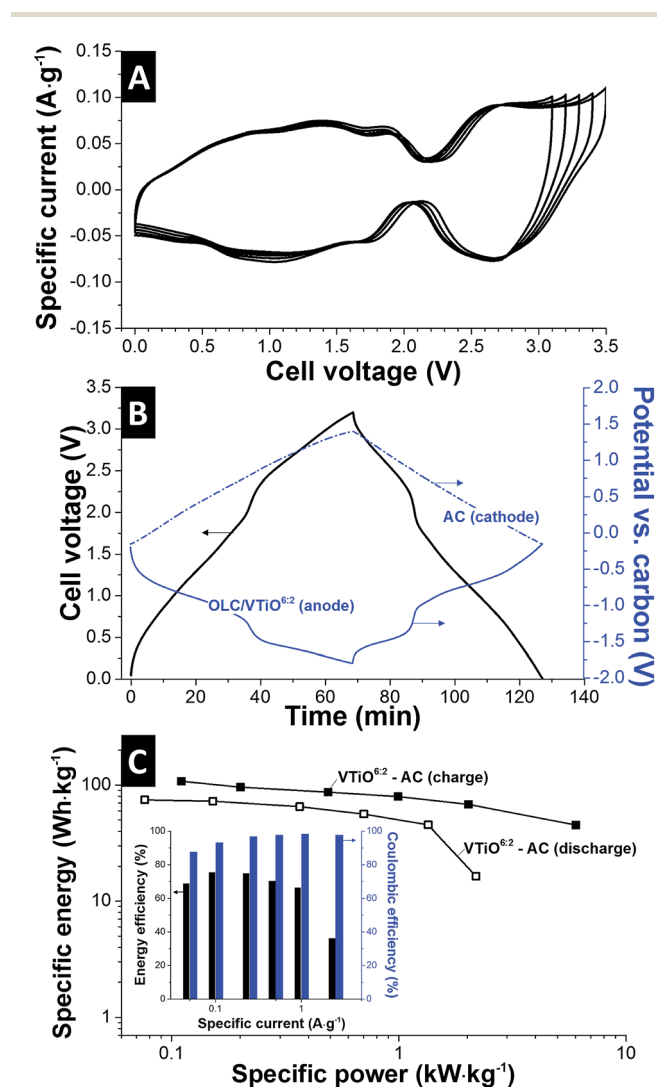 A
Specific current (A·g⁻¹)
0.15
0.10
0.05
0.00
-0.05
-0.10
-0.15
0.0 0.5 1.0 1.5 2.0 2.5 3.0 3.5
Cell voltage (V)
B
Cell voltage (V)
3.5
3.0
2.5
2.0
1.5
1.0
0.5
0.0
2.0
1.5
1.0
0.5
0.0
-0.5
-1.0
-1.5
-2.0
Potential vs. carbon (V)
AC (cathode)
OLC/VTiO⁶:² (anode)
0 20 40 60 80 100 120 140
Time (min)
C
Specific energy (Wh·kg⁻¹)
100
10
1
VTiO⁶:² - AC (charge)
VTiO⁶:² - AC (discharge)
Energy efficiency (%)
100
80
60
40
20
0
100
80
60
40
20
0
Coulombic efficiency (%)
0.1 1
Specific current (A·g⁻¹)
0.1 1 10
Specific power (kW·kg⁻¹)